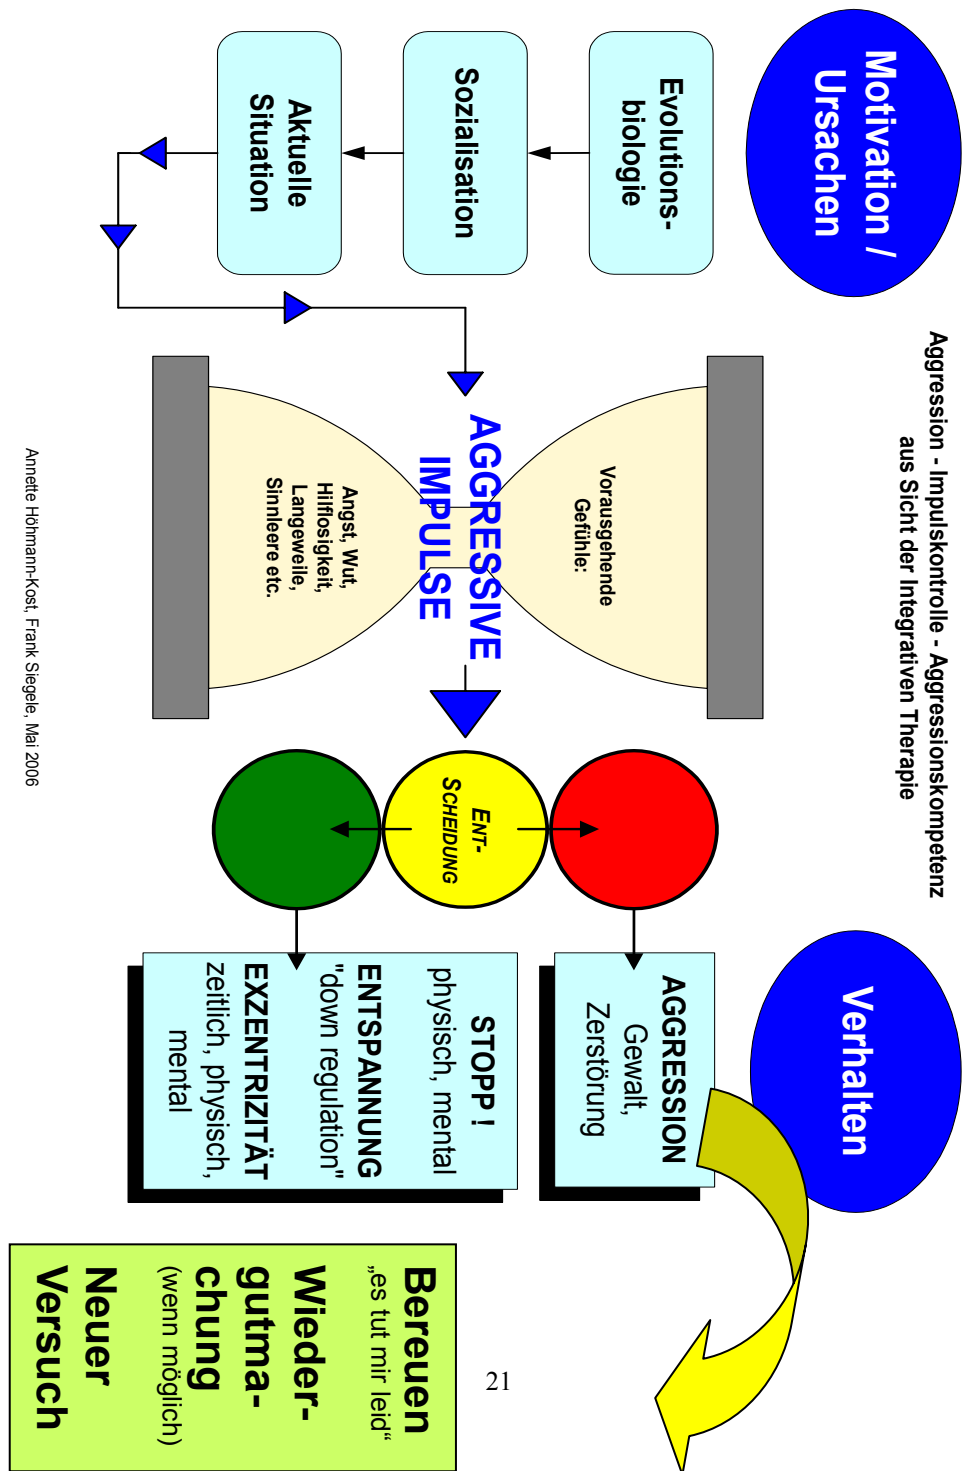 Aggression - Impulskontrolle - Aggressionskompetenz
aus Sicht der Integrativen Therapie
Motivation /
Ursachen
Evolutions-
biologie
Sozialisation
Aktuelle
Situation
Vorausgehende
Gefühle:
AGGRESSIVE
IMPULSE
Angst, Wut,
Hilflosigkeit,
Langeweile,
Sinnleere etc.
ENT-
SCHEIDUNG
Verhalten
AGGRESSION
Gewalt,
Zerstörung
STOPP !
physisch, mental
ENTSPANNUNG
"down regulation"
EXZENTRIZITÄT
zeitlich, physisch,
mental
Bereuen
„es tut mir leid“
Wieder-
gutma-
chung
(wenn möglich)
Neuer
Versuch
Annette Höhmann-Kost, Frank Siegele, Mai 2006
21